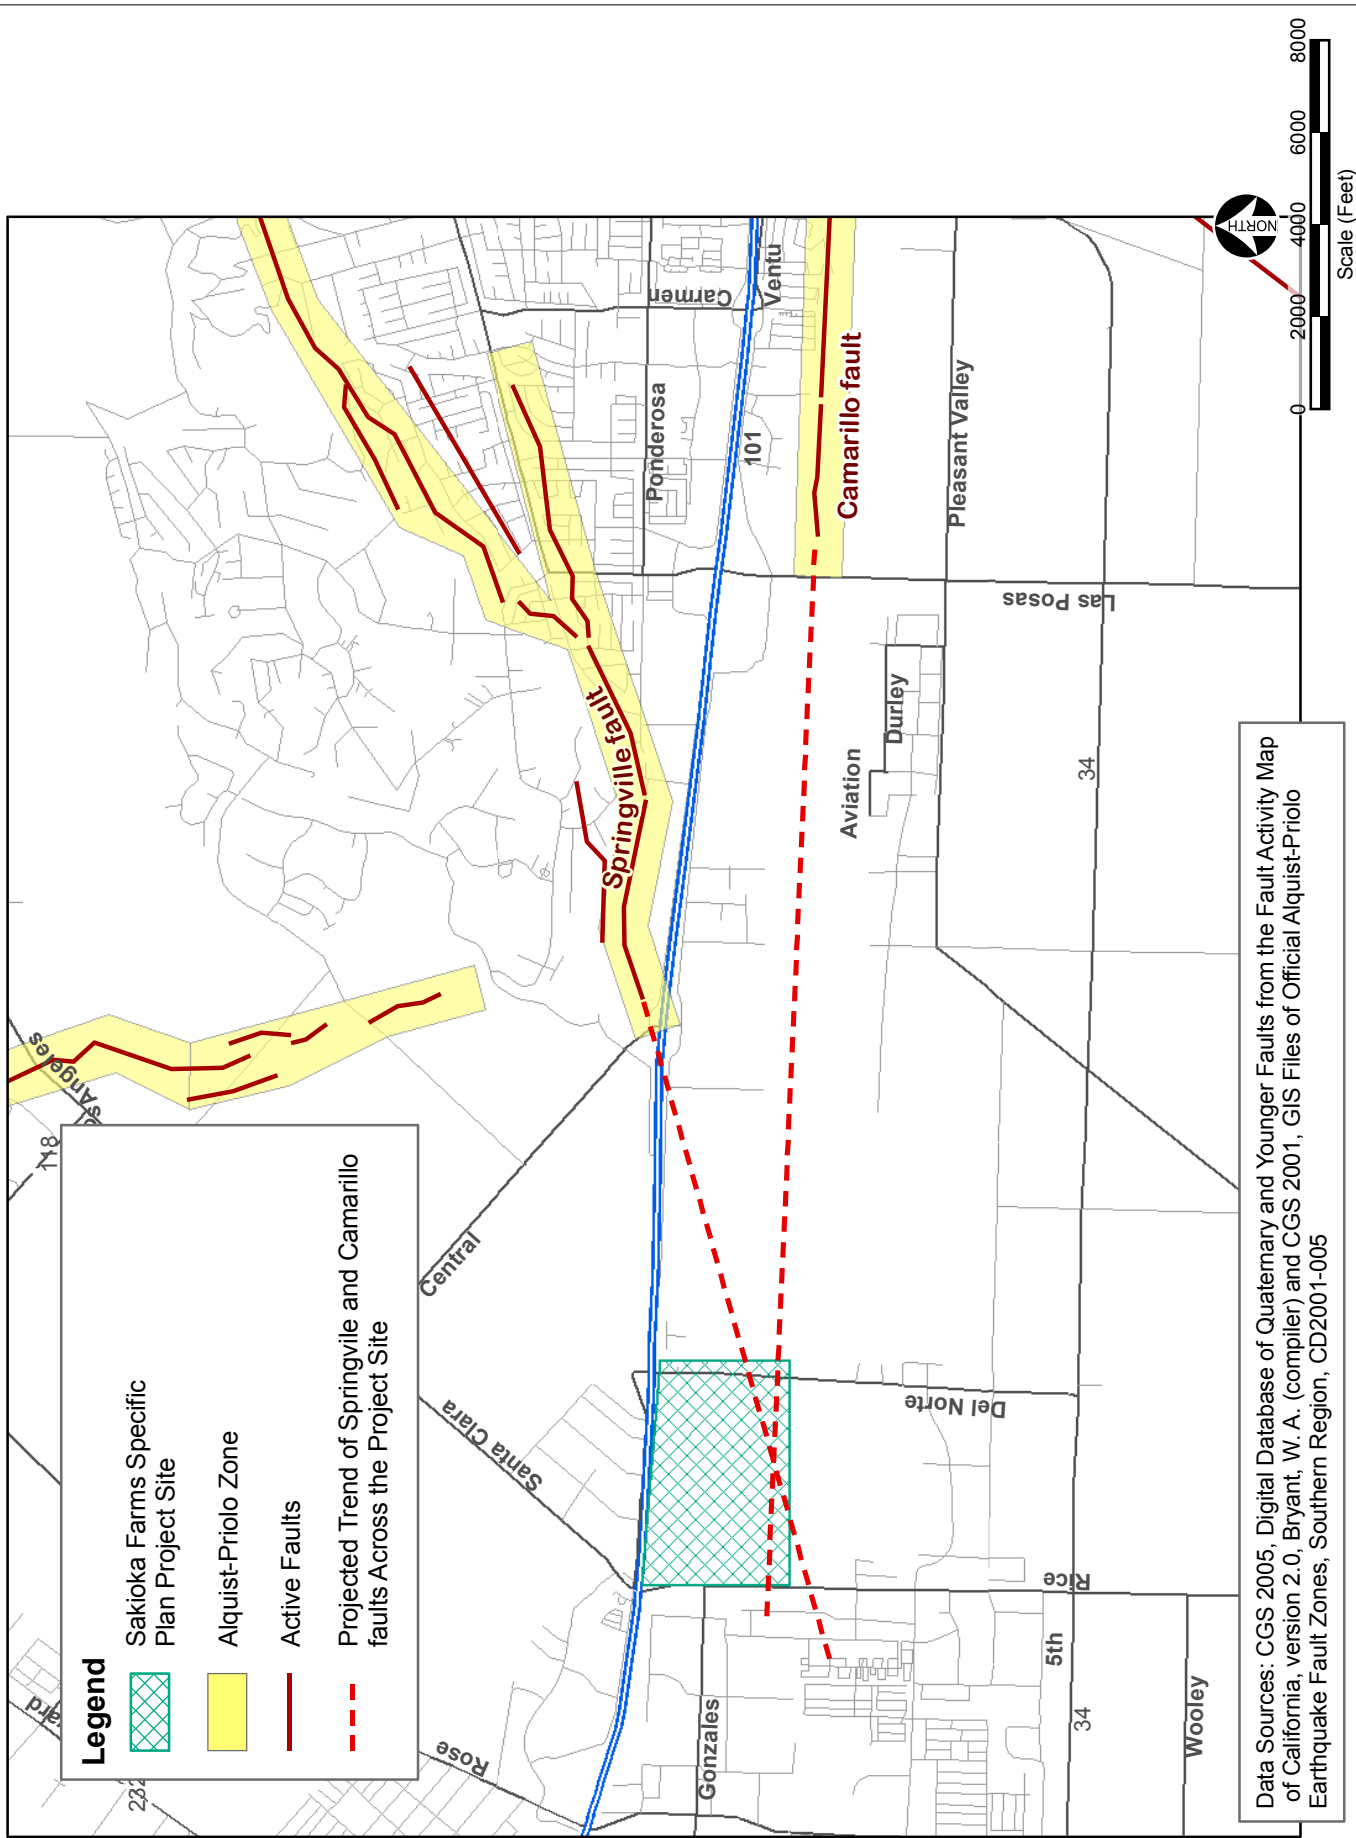 Legend
Sakioka Farms Specific
Plan Project Site
Alquist-Priolo Zone
Active Faults
Projected Trend of Springvile and Camarillo
faults Across the Project Site
118
232
Rose
Santa Clara
Central
Springville fault
Camarillo fault
Ponderosa
Carmen
Ventu
101
Pleasant Valley
Las Posas
Aviation
Durley
34
Del Norte
Rice
5th
34
Gonzales
Wooley
NORTH
0
2000
4000
6000
8000
Scale (Feet)
Data Sources: CGS 2005, Digital Database of Quaternary and Younger Faults from the Fault Activity Map
of California, version 2.0, Bryant, W. A. (compiler) and CGS 2001, GIS Files of Official Alquist-Priolo
Earthquake Fault Zones, Southern Region, CD2001-005